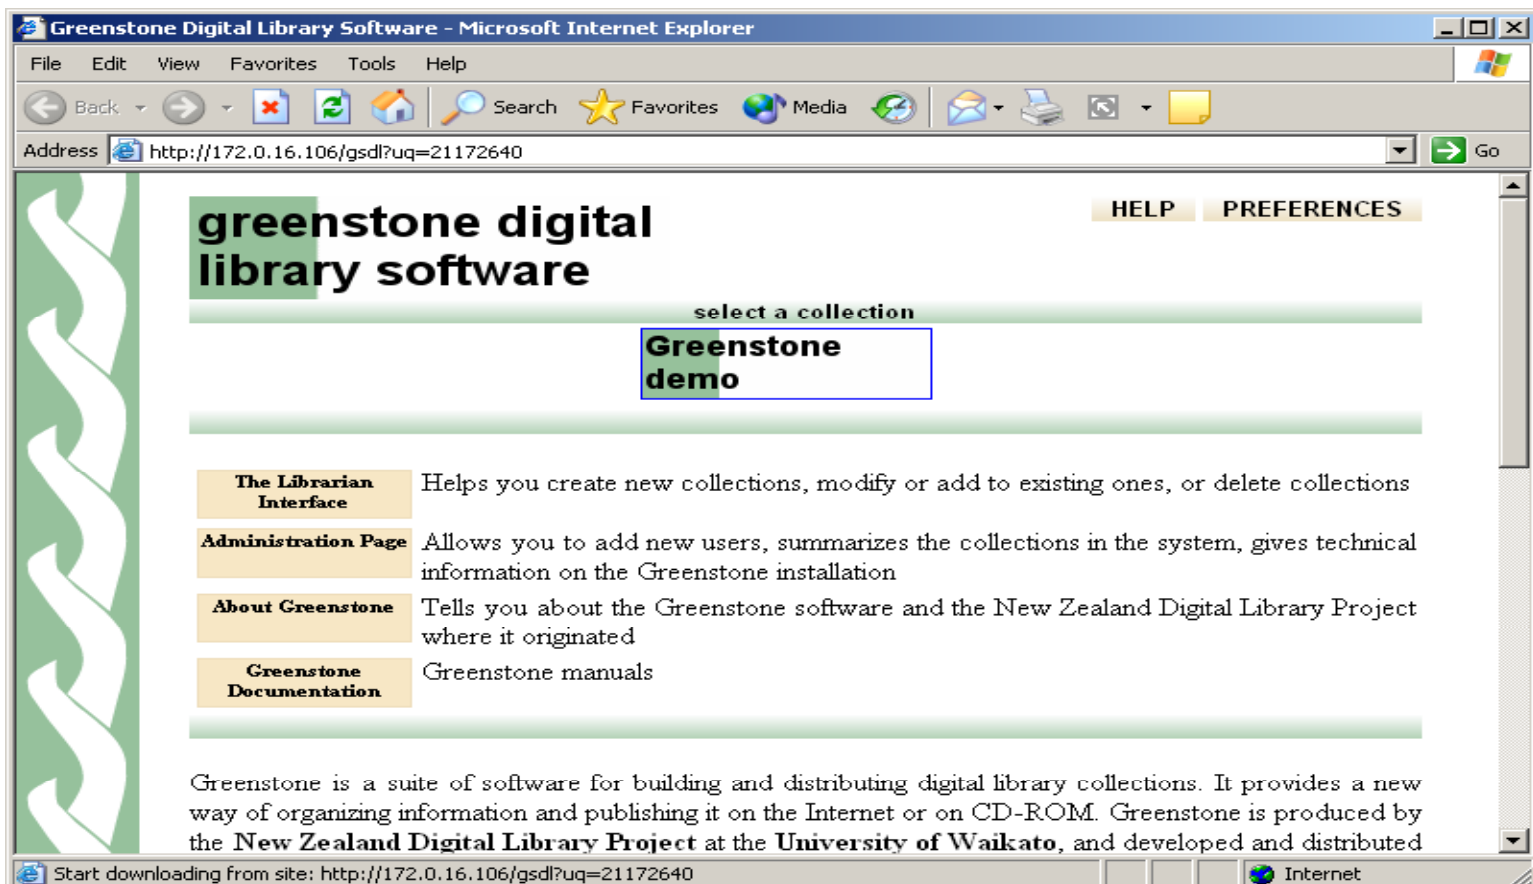 Greenstone Digital Library Software - Microsoft Internet Explorer
File Edit View Favorites Tools Help
Back Search Favorites Media
Address http://172.0.16.106/gsdl?uq=21172640 Go
greenstone digital
library software
HELP PREFERENCES
select a collection
Greenstone
demo
The Librarian
Interface
Helps you create new collections, modify or add to existing ones, or delete collections
Administration Page
Allows you to add new users, summarizes the collections in the system, gives technical
information on the Greenstone installation
About Greenstone
Tells you about the Greenstone software and the New Zealand Digital Library Project
where it originated
Greenstone
Documentation
Greenstone manuals
Greenstone is a suite of software for building and distributing digital library collections. It provides a new
way of organizing information and publishing it on the Internet or on CD-ROM. Greenstone is produced by
the New Zealand Digital Library Project at the University of Waikato, and developed and distributed
Start downloading from site: http://172.0.16.106/gsdl?uq=21172640
Internet